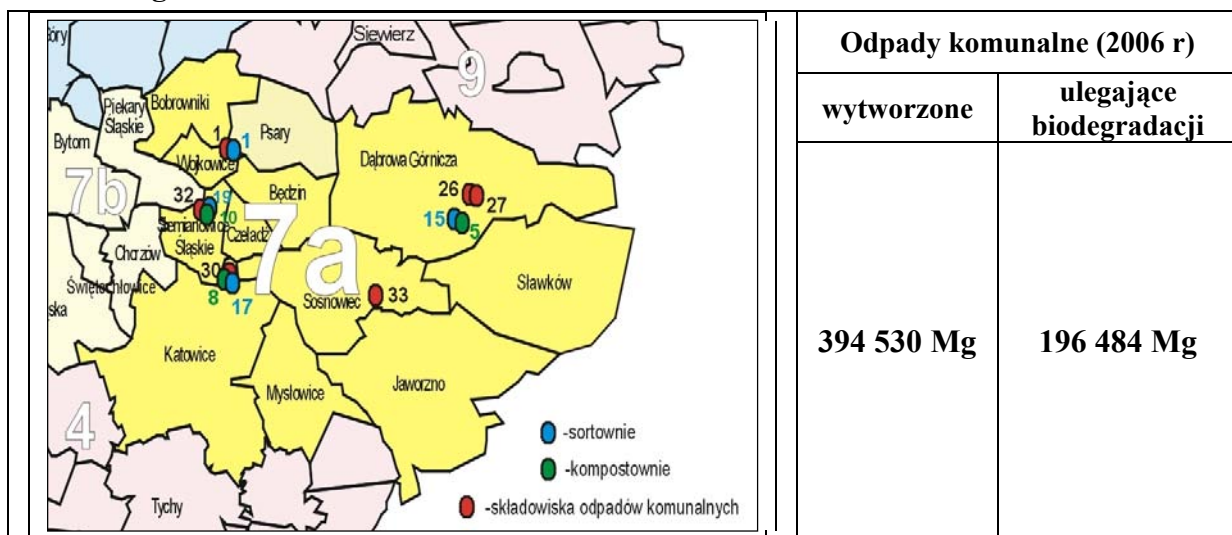 Siewierz
9
Bobrowniki
Piekary
Śląskie
Psary
Bytom
1
1
Wojkowice
Dąbrowa Górnicza
7b
32
19
10
Będzin
26
27
15
5
Siemianowice
Śląskie
Czeladź
7a
Chorzów
Świętochłowice
30
8
17
Sosnowiec
33
Sławków
Katowice
Mysłowice
Jaworzno
4
Tychy
-sortownie
-kompostownie
-składowiska odpadów komunalnych
Odpady komunalne (2006 r)
wytworzone
ulegające
biodegradacji
394 530 Mg
196 484 Mg